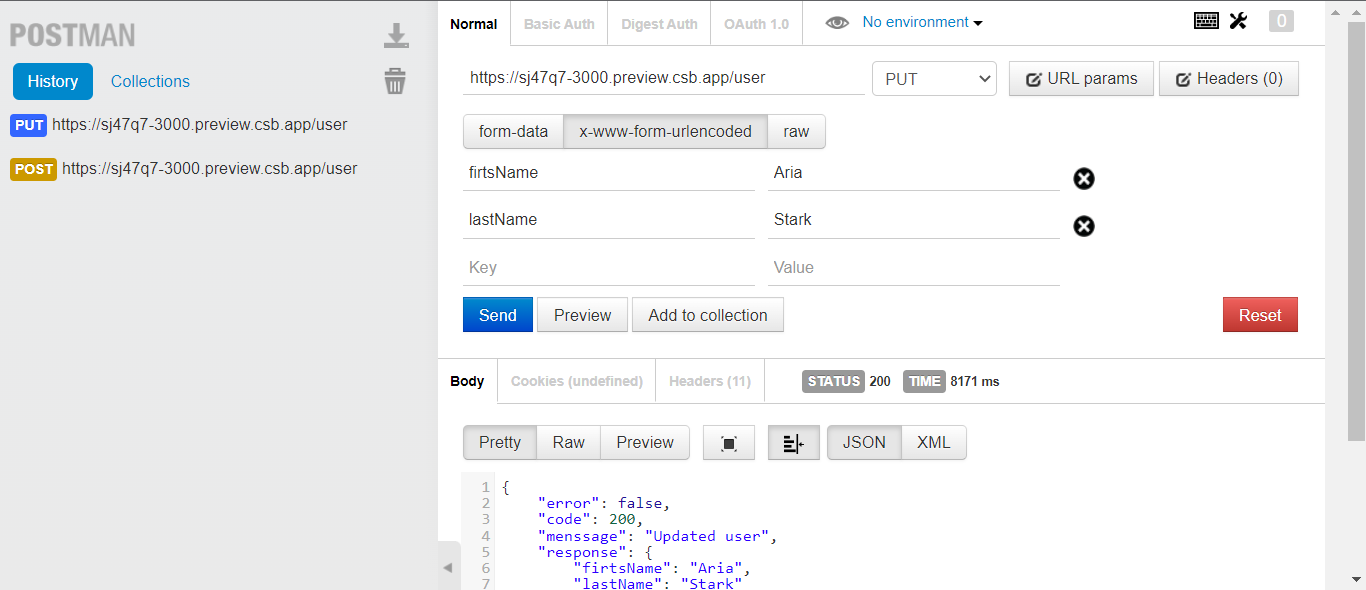 POSTMAN
History Collections
PUT https://sj47q7-3000.preview.csb.app/user
POST https://sj47q7-3000.preview.csb.app/user
Normal Basic Auth Digest Auth OAuth 1.0 No environment 0
https://sj47q7-3000.preview.csb.app/user PUT URL params Headers (0)
form-data x-www-form-urlencoded raw
firtsName Aria
lastName Stark
Key Value
Send Preview Add to collection Reset
Body Cookies (undefined) Headers (11) STATUS 200 TIME 8171 ms
Pretty Raw Preview JSON XML
1 {
2 "error": false,
3 "code": 200,
4 "menssage": "Updated user",
5 "response": {
6 "firtsName": "Aria",
7 "lastName": "Stark"